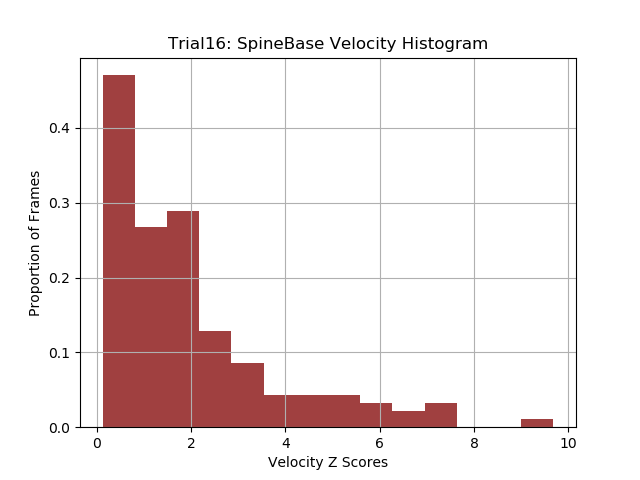 Trial16: SpineBase Velocity Histogram
Proportion of Frames
0.4
0.3
0.2
0.1
0.0
0 2 4 6 8 10
Velocity Z Scores